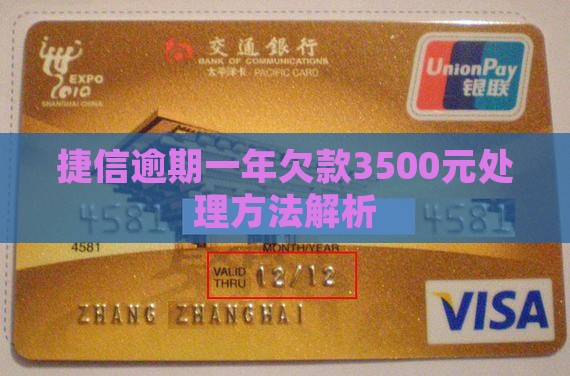 EXPO
2010
SHANGHAI CHINA
交通銀行
BANK OF COMMUNICATIONS
太平洋卡 PACIFIC CARD
UnionPay
银联
捷信逾期一年欠款3500元处
理方法解析
4581 4581
4581
MONTH/YEAR
VALID THRU 12/12
ZHANG ZHANGHAI
VISA